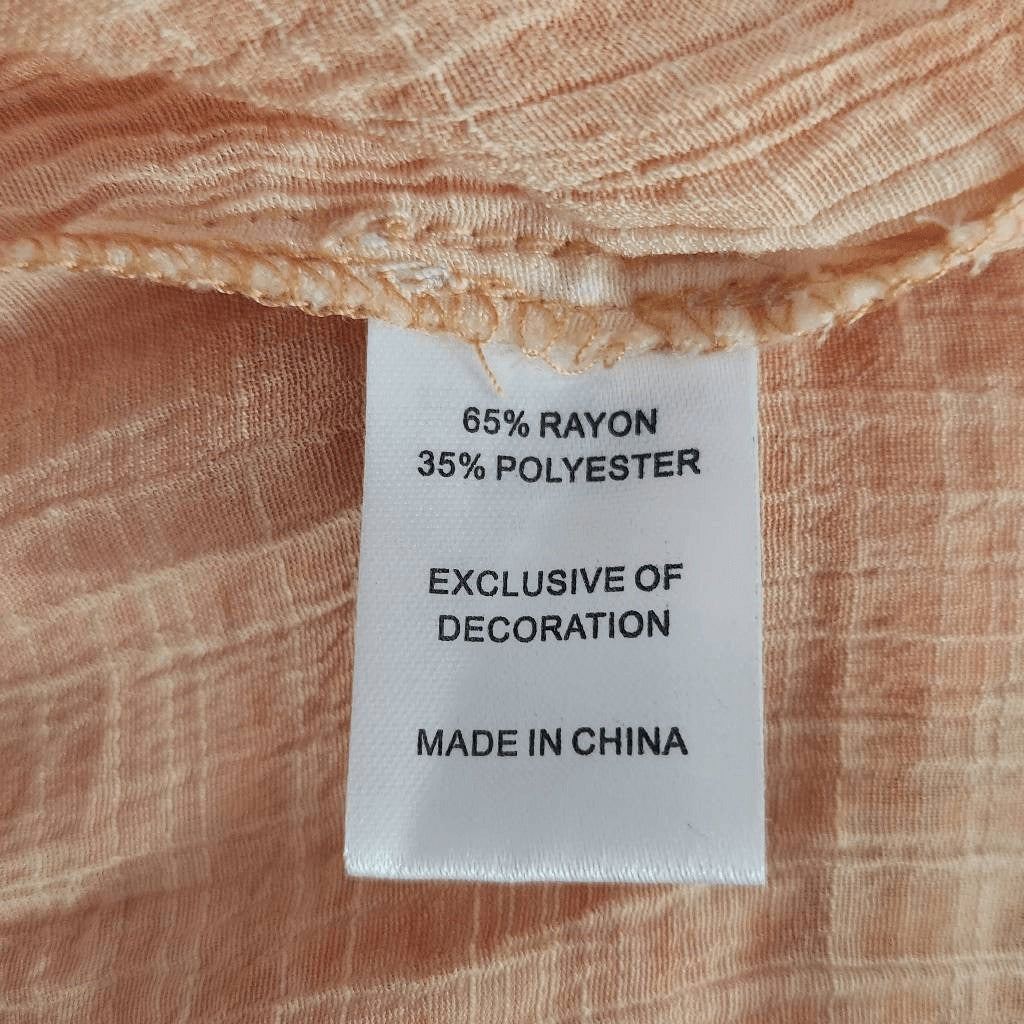 65% RAYON
35% POLYESTER
EXCLUSIVE OF
DECORATION
MADE IN CHINA